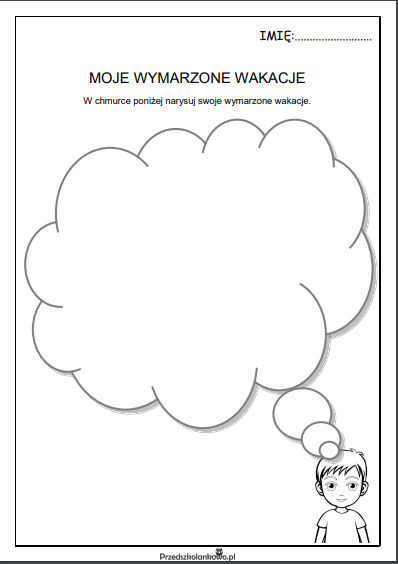 IMIĘ:..........................
MOJE WYMARZONE WAKACJE
W chmurce poniżej narysuj swoje wymarzone wakacje.
Przedszkolankowo.pl